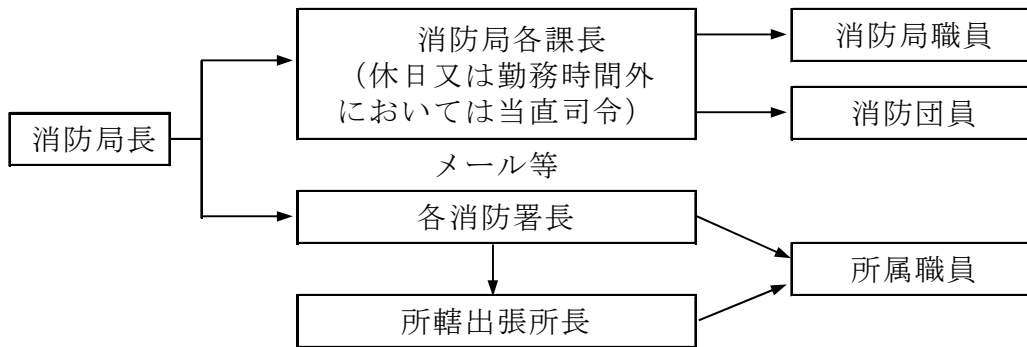 消防局各課長
（休日又は勤務時間外
においては当直司令）
消防局職員
消防団員
消防局長
メール等
各消防署長
所属職員
所轄出張所長